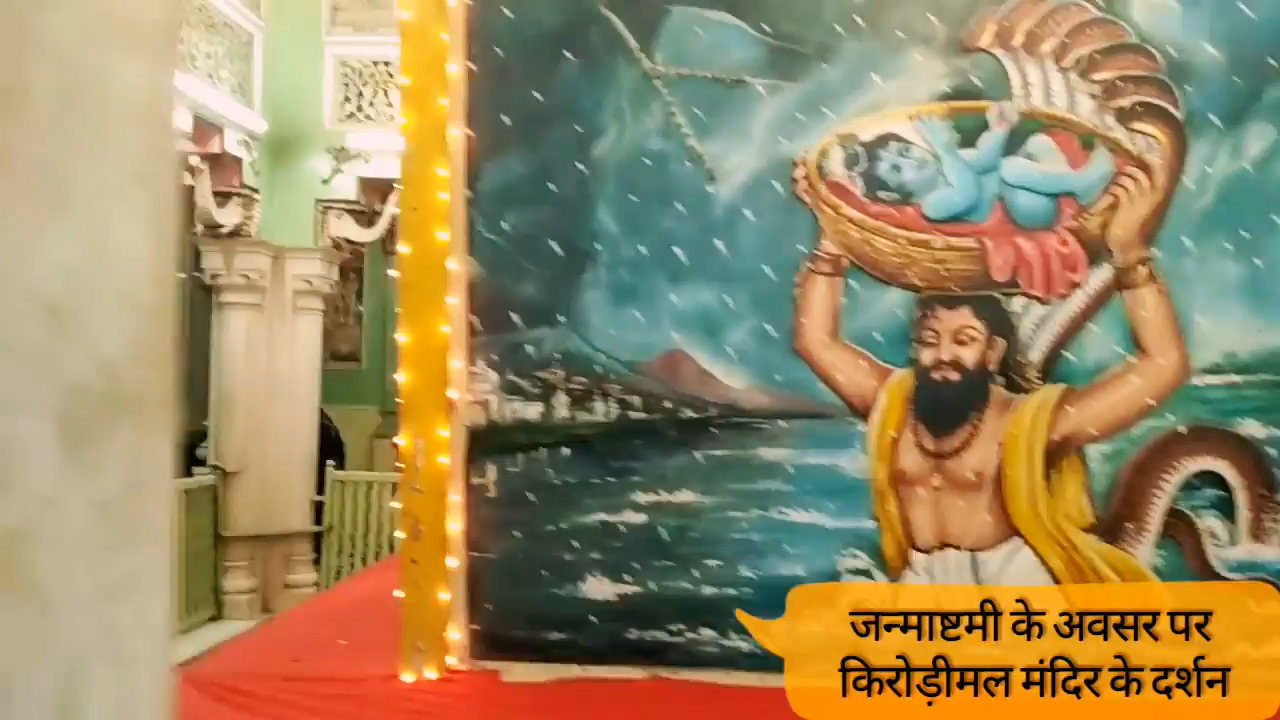 जन्माष्टमी के अवसर पर
किरोड़ीमल मंदिर के दर्शन